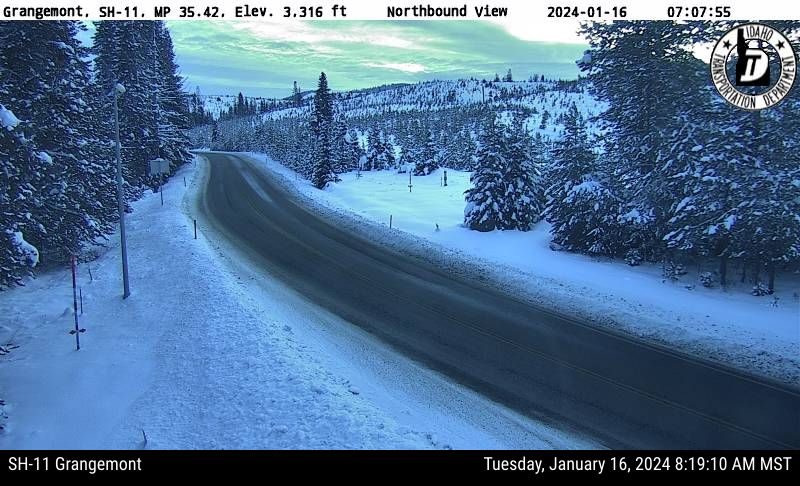 Grangemont, SH-11, MP 35.42, Elev. 3,316 ft Northbound View 2024-01-16 07:07:55
IDAHO
TRANSPORTATION DEPARTMENT
SH-11 Grangemont Tuesday, January 16, 2024 8:19:10 AM MST